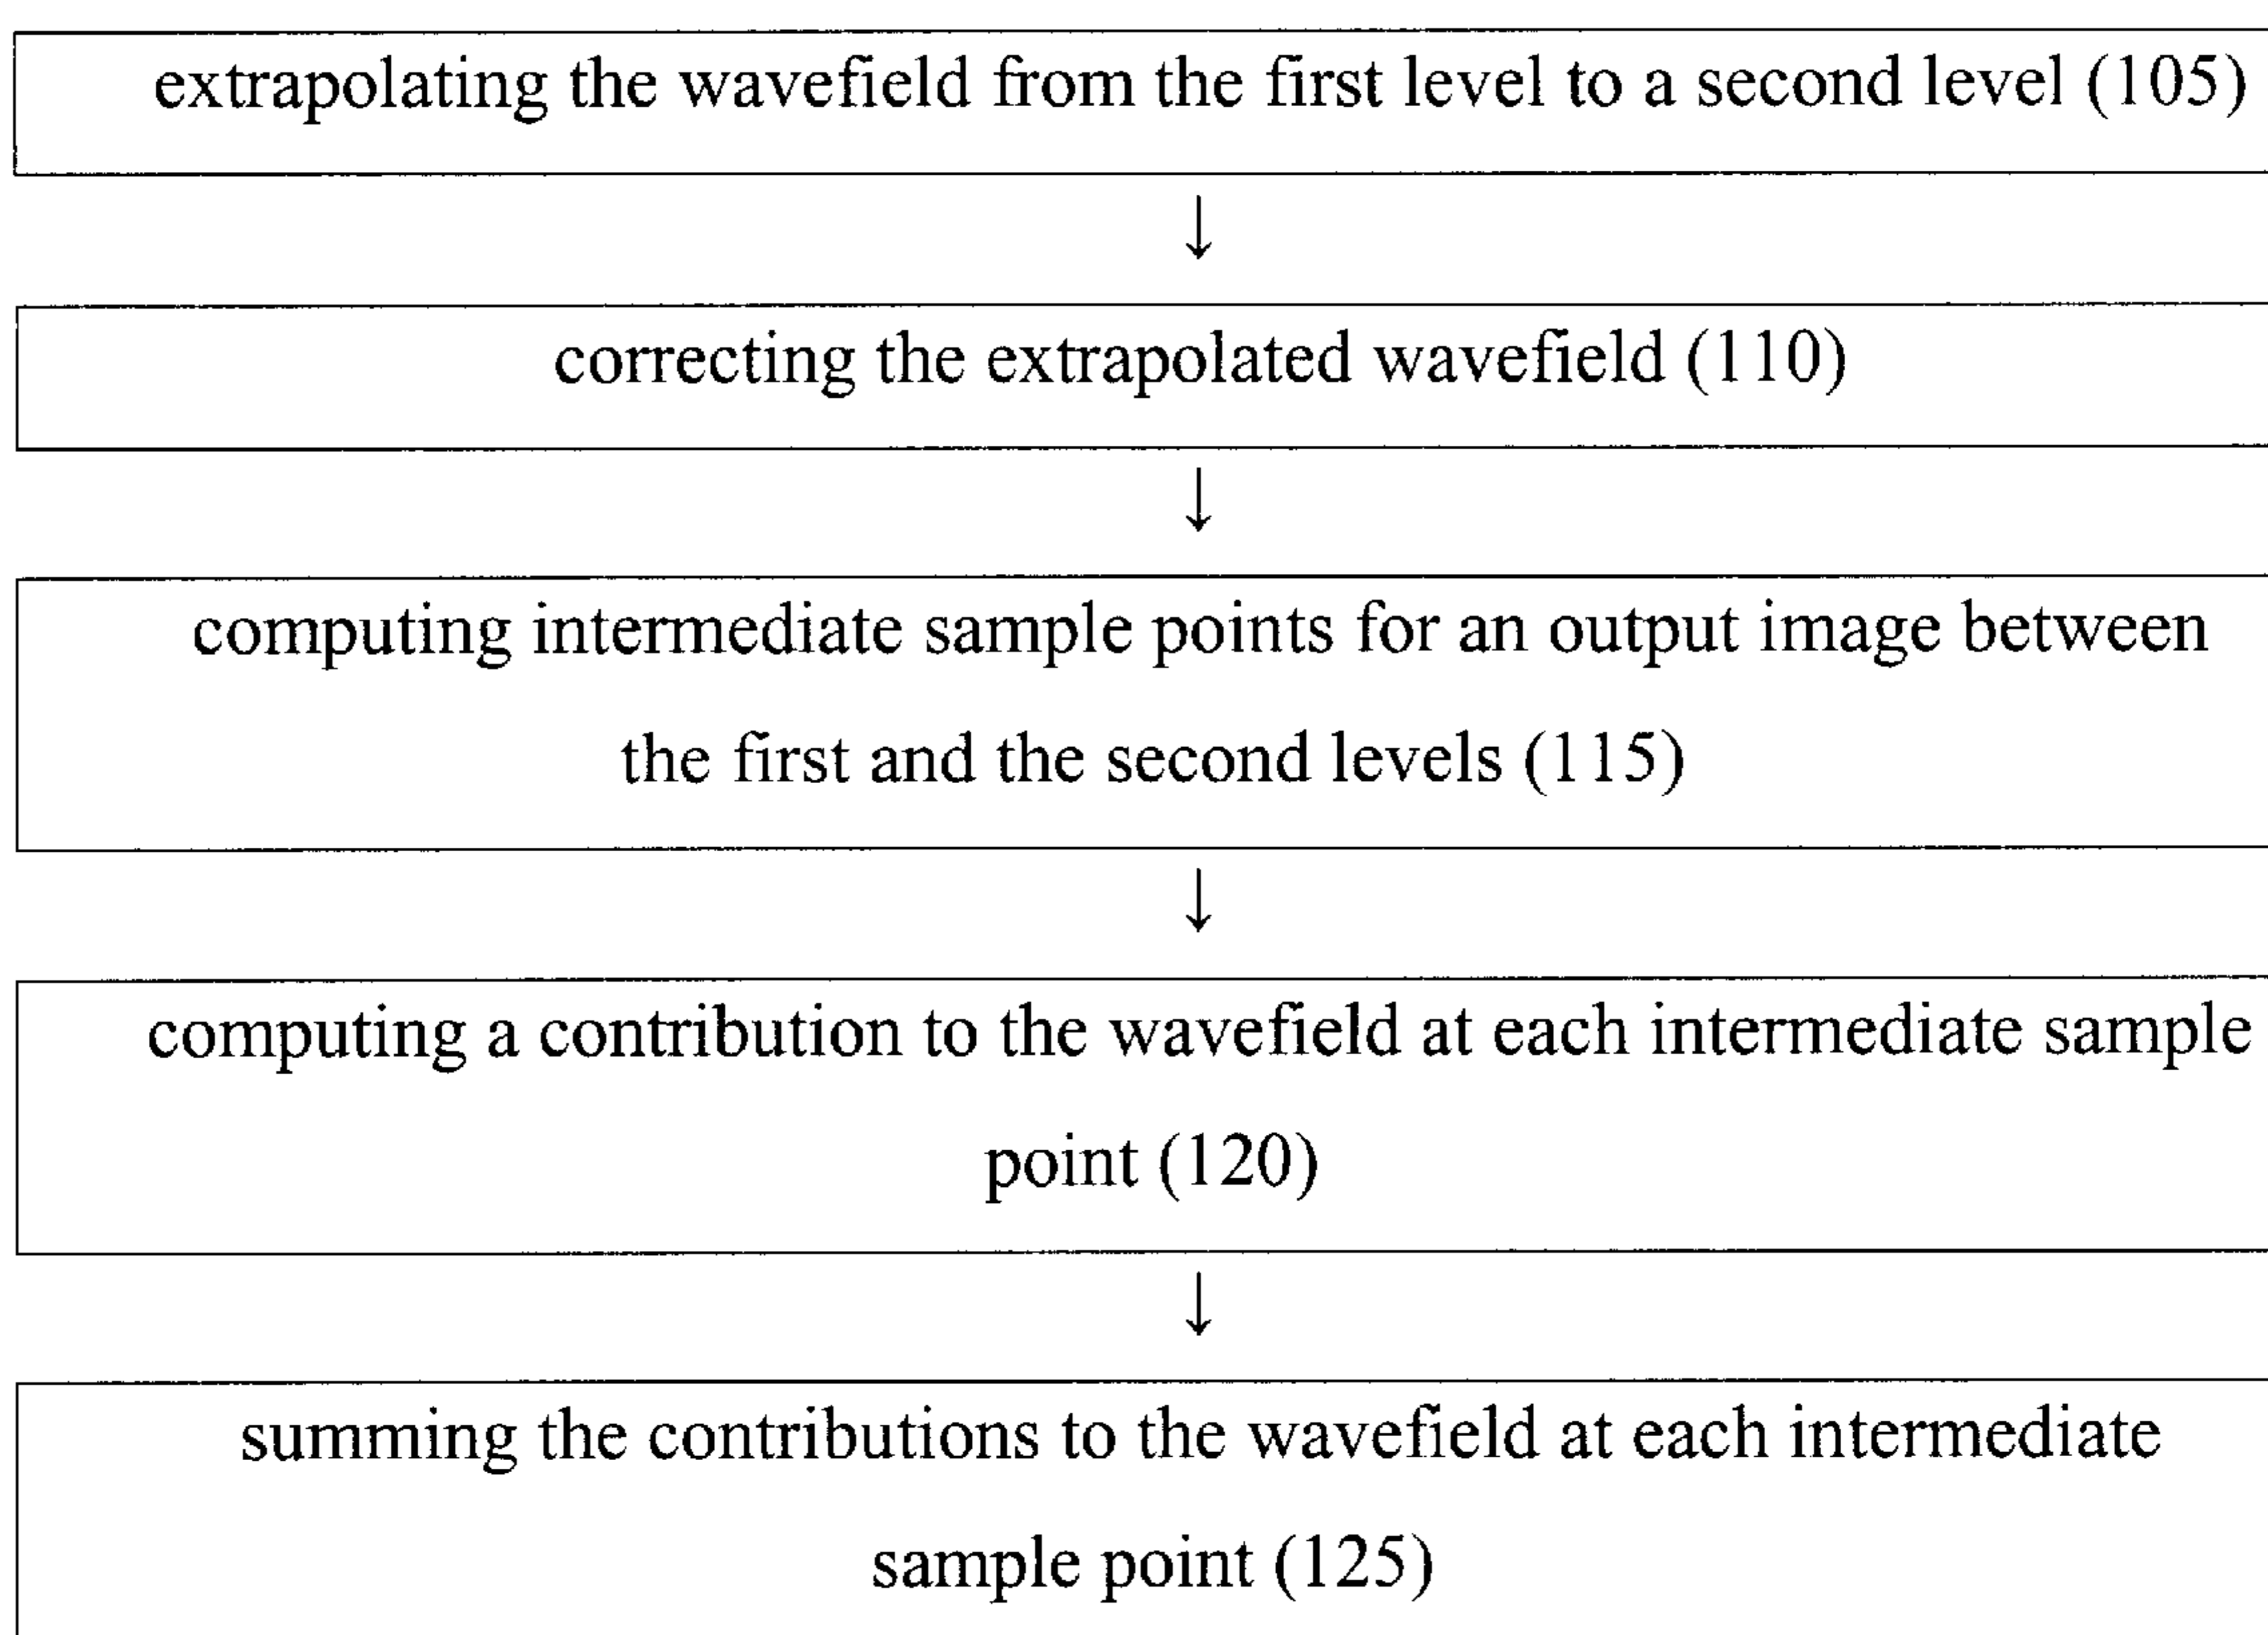 extrapolating the wavefield from the first level to a second level (105)
correcting the extrapolated wavefield (110)
computing intermediate sample points for an output image between
the first and the second levels (115)
computing a contribution to the wavefield at each intermediate sample
point (120)
summing the contributions to the wavefield at each intermediate
sample point (125)